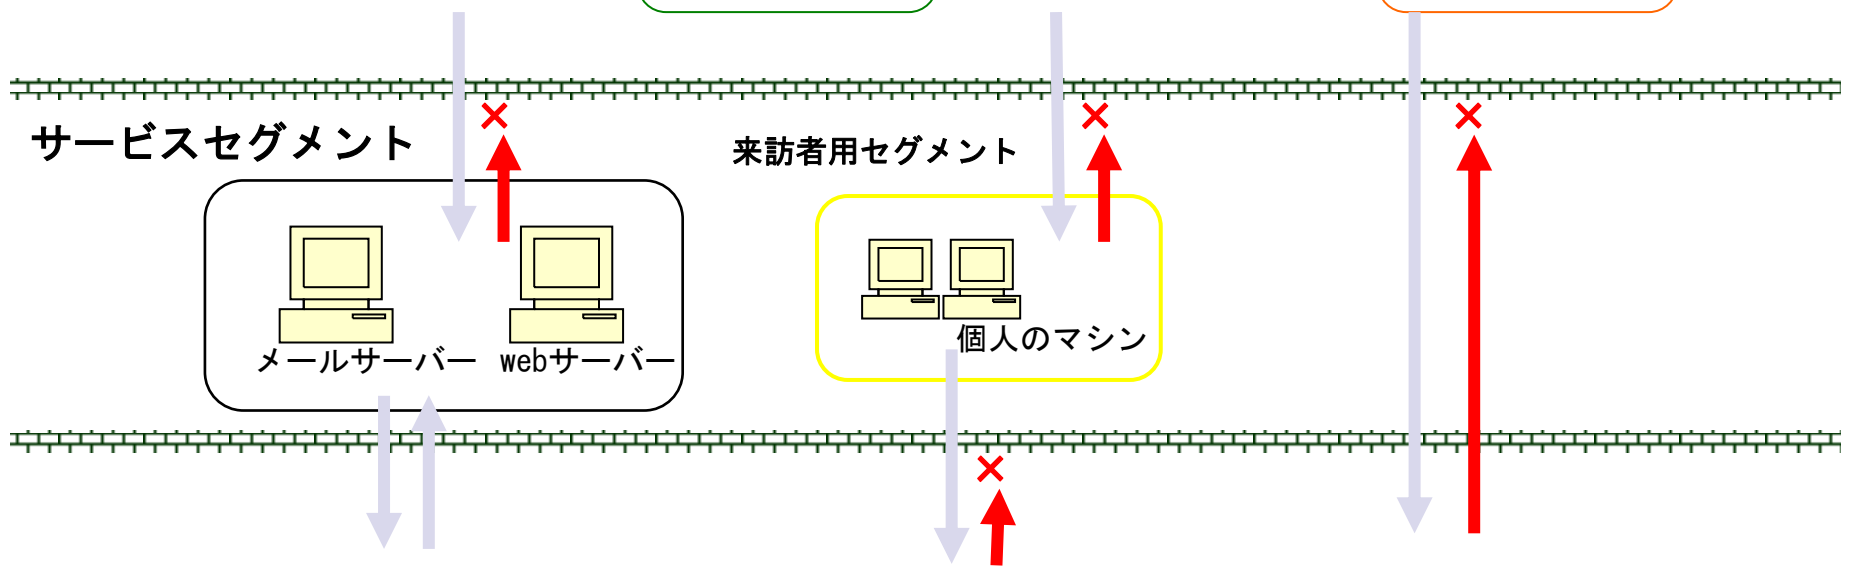 サービスセグメント
来訪者用セグメント
個人のマシン
メールサーバー
webサーバー